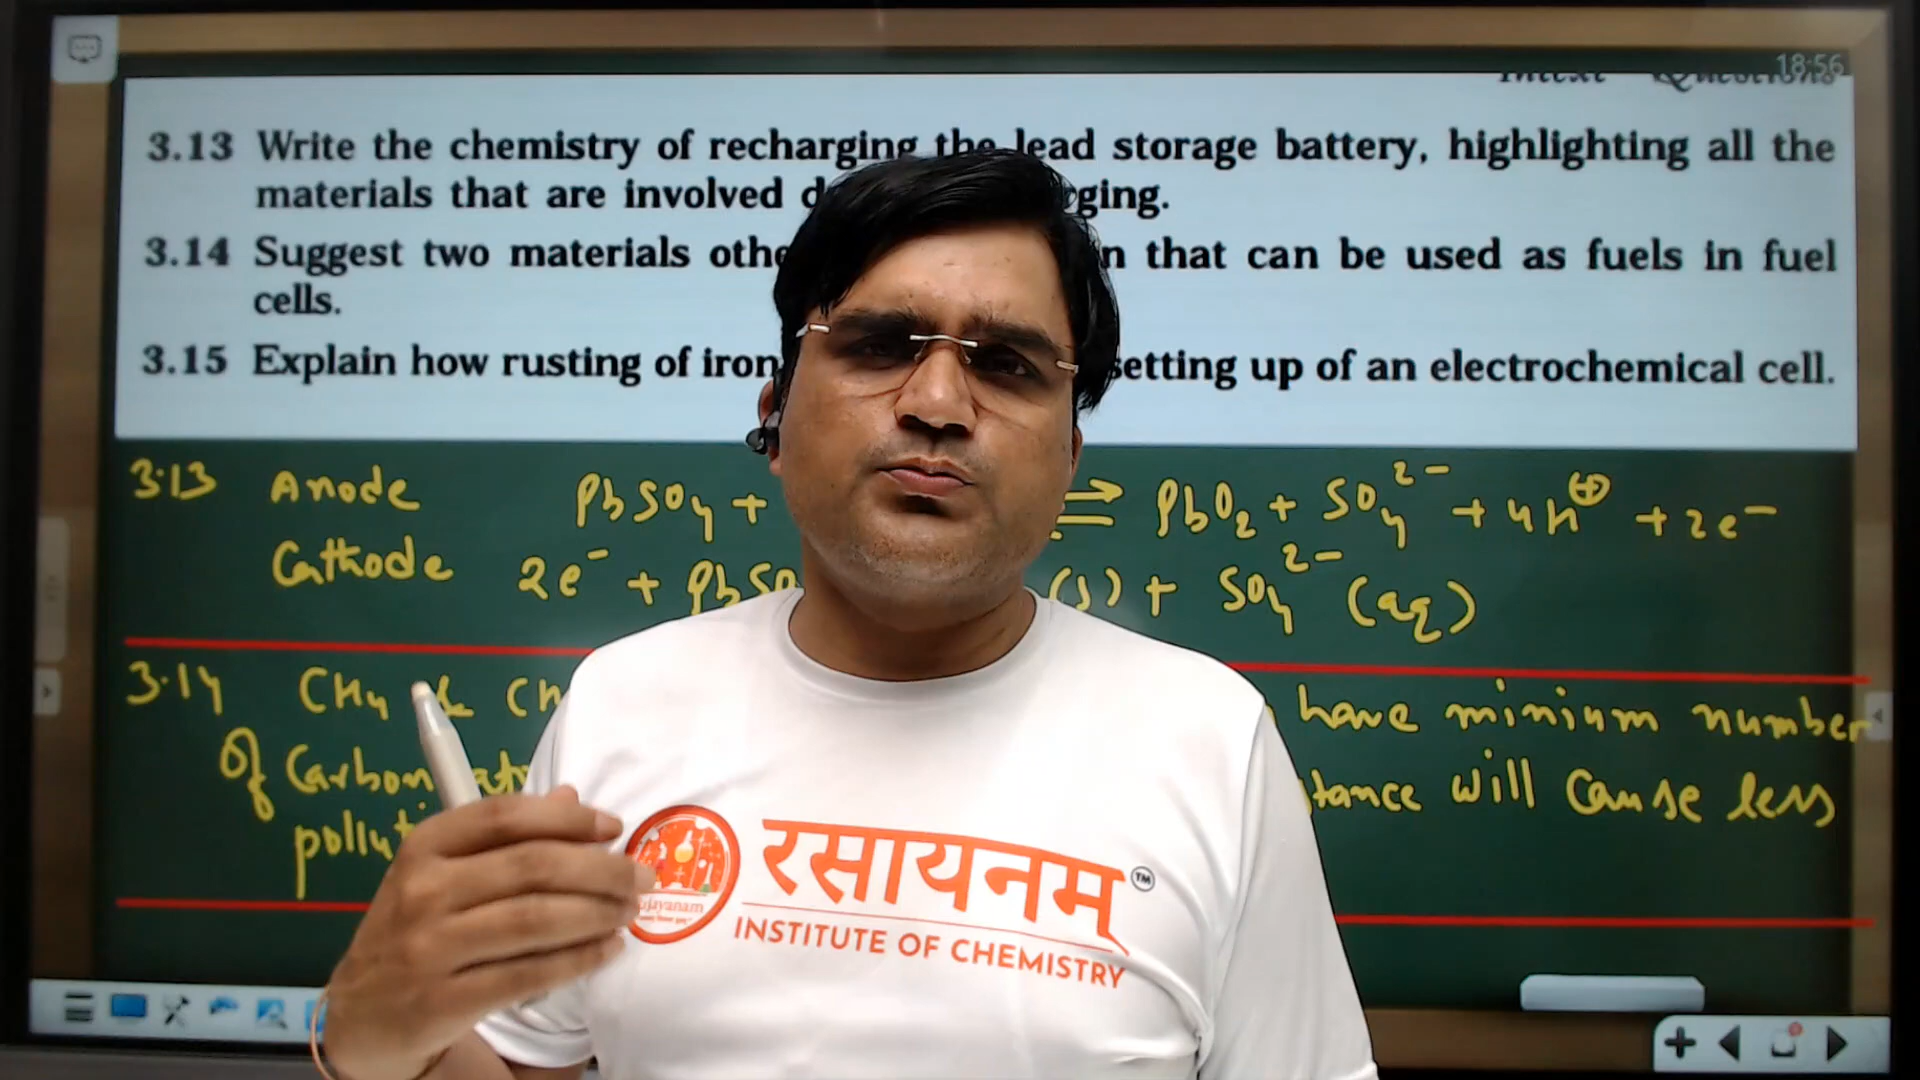 18:56
Intext Questions
3.13 Write the chemistry of recharging the lead storage battery, highlighting all the
materials that are involved ging.
3.14 Suggest two materials that can be used as fuels in fuel
cells.
3.15 Explain how rusting of iron setting up of an electrochemical cell.
3.13 Anode PbSO4 + ⇌ PbO2 + SO4^2- + 4H^⊕ + 2e^-
Cathode 2e^- + (s) + SO4^2- (aq)
3.14 CH4 & have minium number
Of Carbon will cause less
रसायनम् TM
INSTITUTE OF CHEMISTRY